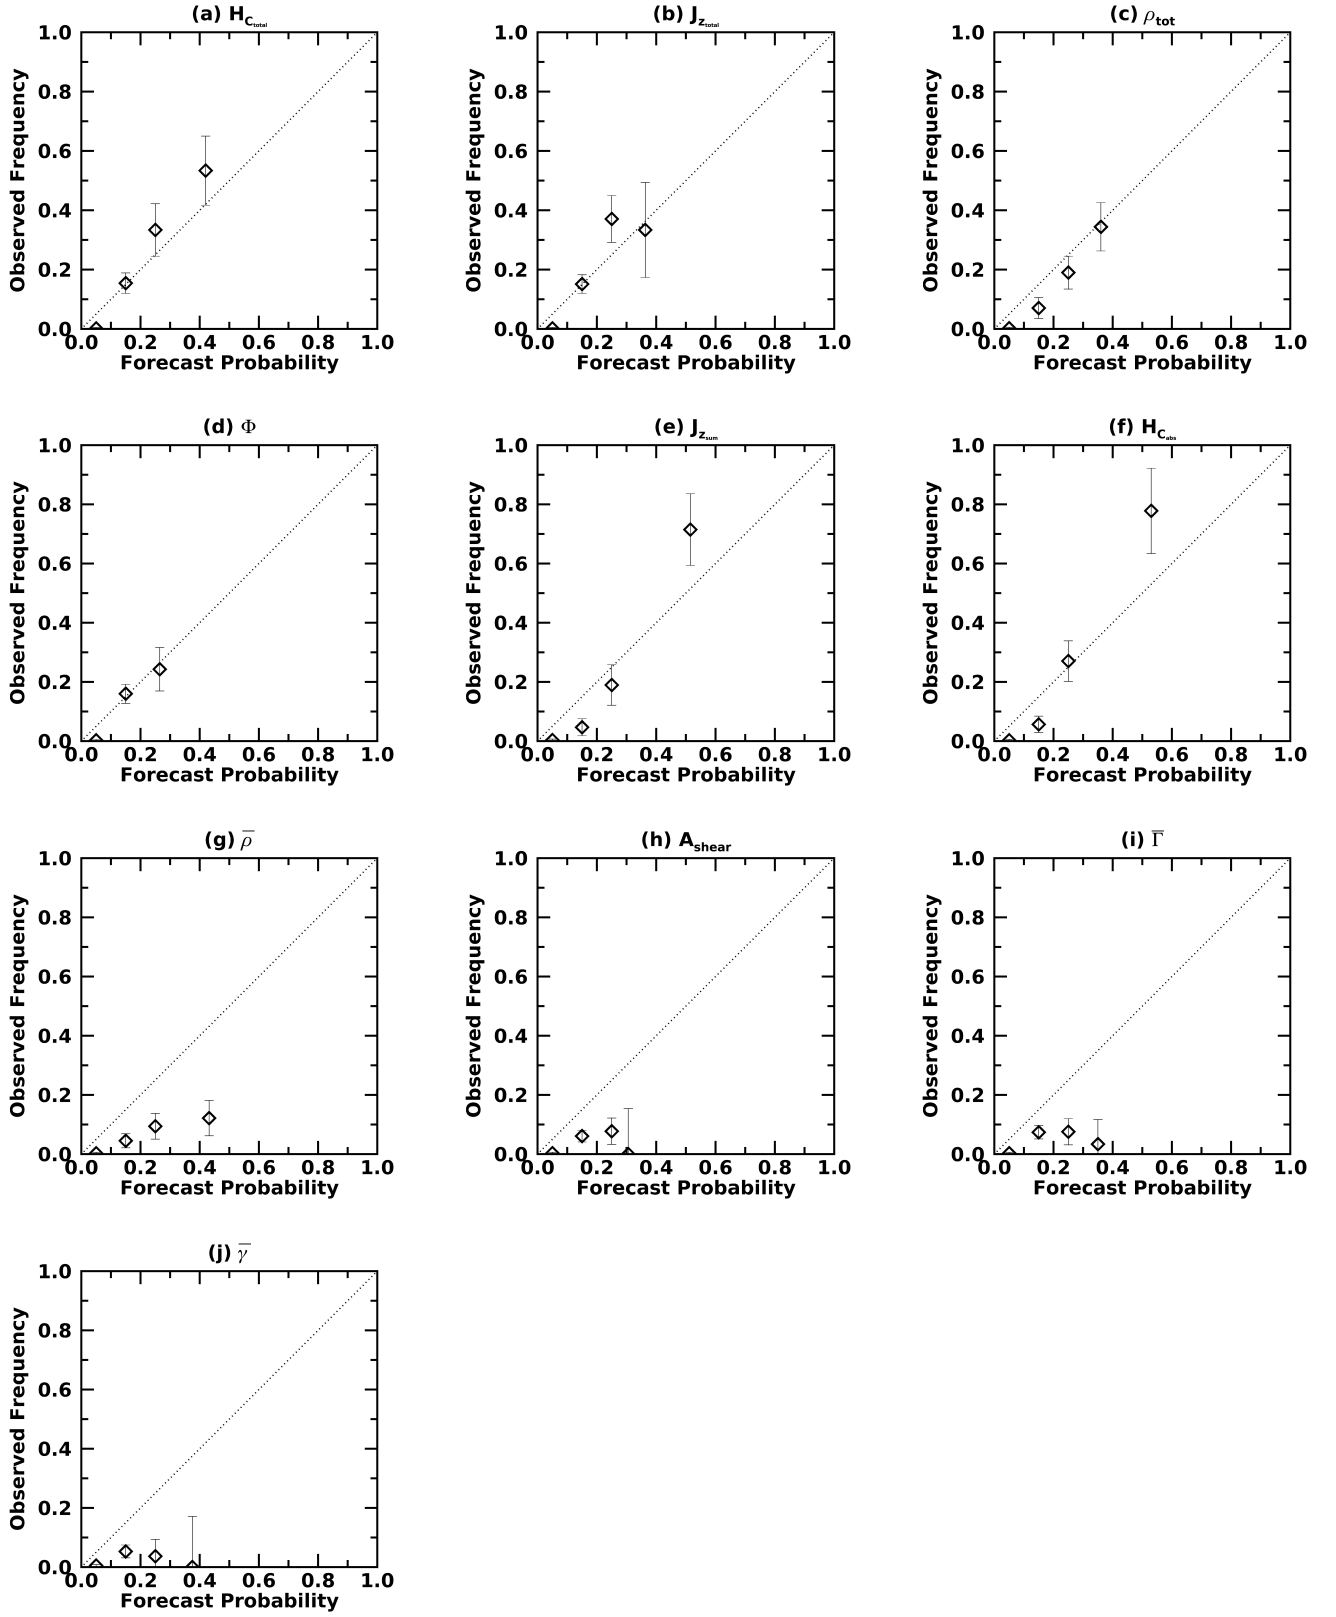 (a) H_C_total
1.0
0.8
0.6
0.4
0.2
0.0
0.0 0.2 0.4 0.6 0.8 1.0
Observed Frequency
Forecast Probability
(b) J_z_total
1.0
0.8
0.6
0.4
0.2
0.0
0.0 0.2 0.4 0.6 0.8 1.0
Observed Frequency
Forecast Probability
(c) ρ_tot
1.0
0.8
0.6
0.4
0.2
0.0
0.0 0.2 0.4 0.6 0.8 1.0
Observed Frequency
Forecast Probability
(d) Φ
1.0
0.8
0.6
0.4
0.2
0.0
0.0 0.2 0.4 0.6 0.8 1.0
Observed Frequency
Forecast Probability
(e) J_z_sum
1.0
0.8
0.6
0.4
0.2
0.0
0.0 0.2 0.4 0.6 0.8 1.0
Observed Frequency
Forecast Probability
(f) H_C_abs
1.0
0.8
0.6
0.4
0.2
0.0
0.0 0.2 0.4 0.6 0.8 1.0
Observed Frequency
Forecast Probability
(g) ρ̅
1.0
0.8
0.6
0.4
0.2
0.0
0.0 0.2 0.4 0.6 0.8 1.0
Observed Frequency
Forecast Probability
(h) A_shear
1.0
0.8
0.6
0.4
0.2
0.0
0.0 0.2 0.4 0.6 0.8 1.0
Observed Frequency
Forecast Probability
(i) Γ̅
1.0
0.8
0.6
0.4
0.2
0.0
0.0 0.2 0.4 0.6 0.8 1.0
Observed Frequency
Forecast Probability
(j) γ̅
1.0
0.8
0.6
0.4
0.2
0.0
0.0 0.2 0.4 0.6 0.8 1.0
Observed Frequency
Forecast Probability